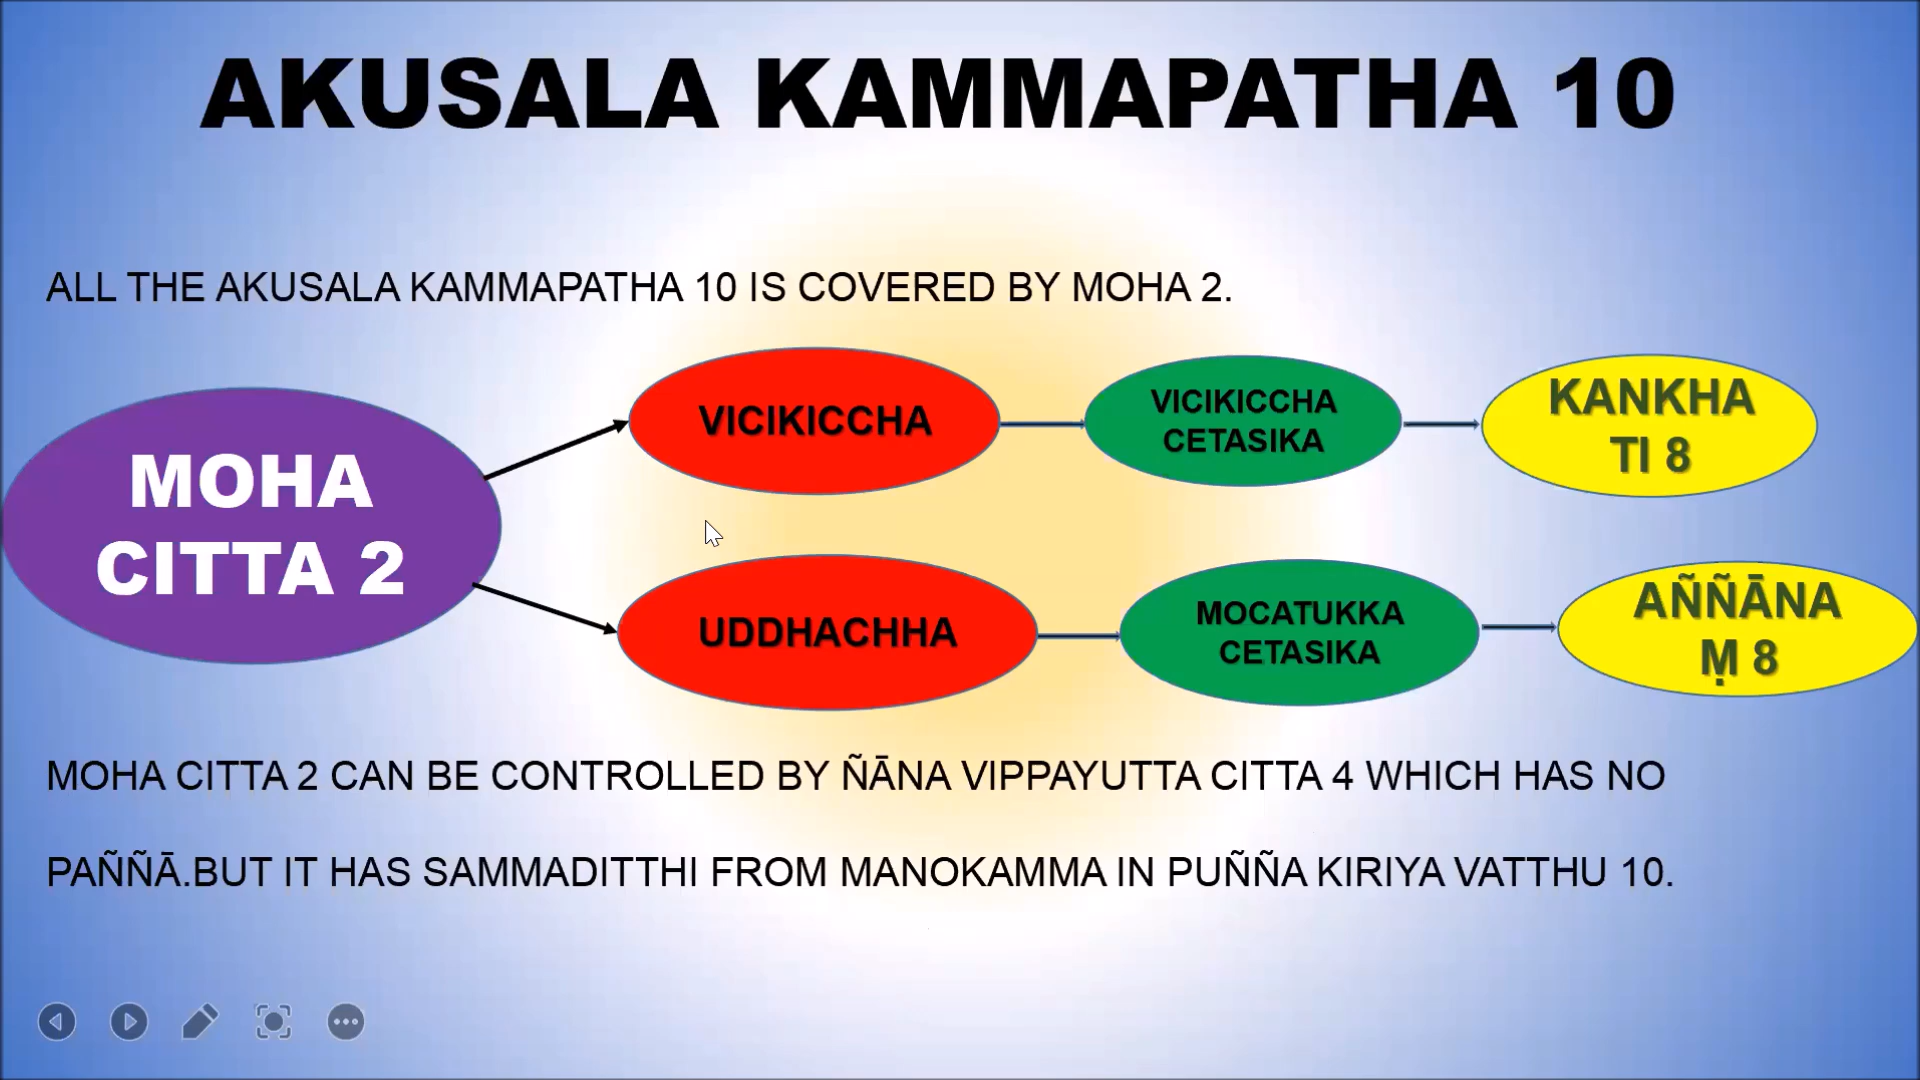 AKUSALA KAMMAPATHA 10
ALL THE AKUSALA KAMMAPATHA 10 IS COVERED BY MOHA 2.
MOHA
CITTA 2
VICIKICCHA
VICIKICCHA
CETASIKA
KANKHA
TI 8
UDDHACHHA
MOCATUKKA
CETASIKA
AÑÑĀNA
Ṃ 8
MOHA CITTA 2 CAN BE CONTROLLED BY ÑĀNA VIPPAYUTTA CITTA 4 WHICH HAS NO
PAÑÑĀ.BUT IT HAS SAMMADITTHI FROM MANOKAMMA IN PUÑÑA KIRIYA VATTHU 10.